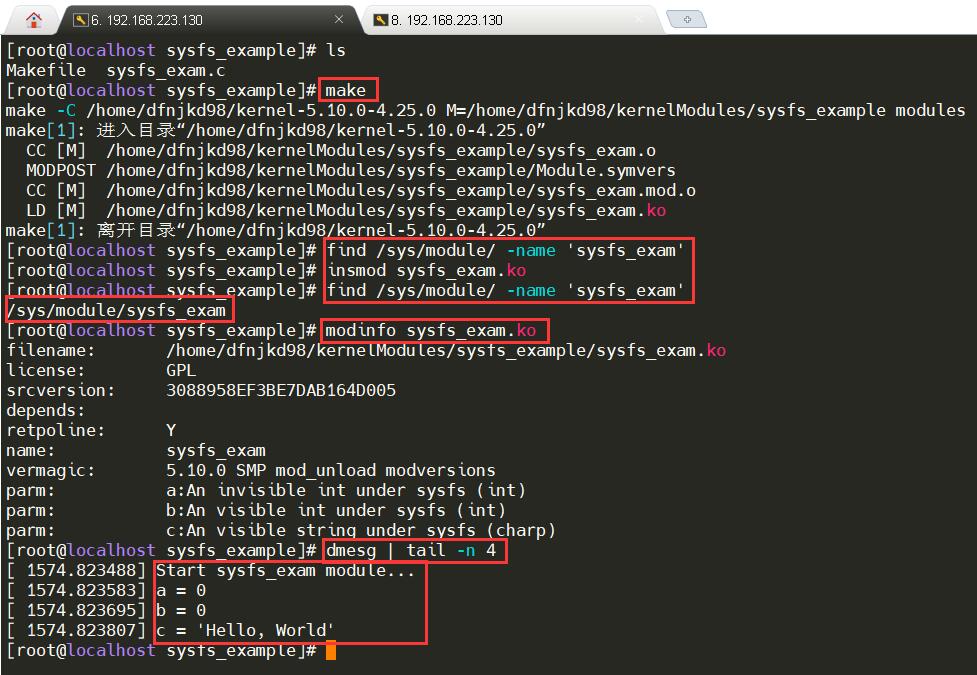 6. 192.168.223.130
8. 192.168.223.130
[root@localhost sysfs_example]# ls
Makefile  sysfs_exam.c
[root@localhost sysfs_example]# make
make -C /home/dfnjkd98/kernel-5.10.0-4.25.0 M=/home/dfnjkd98/kernelModules/sysfs_example modules
make[1]: 进入目录“/home/dfnjkd98/kernel-5.10.0-4.25.0”
  CC [M]  /home/dfnjkd98/kernelModules/sysfs_example/sysfs_exam.o
  MODPOST /home/dfnjkd98/kernelModules/sysfs_example/Module.symvers
  CC [M]  /home/dfnjkd98/kernelModules/sysfs_example/sysfs_exam.mod.o
  LD [M]  /home/dfnjkd98/kernelModules/sysfs_example/sysfs_exam.ko
make[1]: 离开目录“/home/dfnjkd98/kernel-5.10.0-4.25.0”
[root@localhost sysfs_example]# find /sys/module/ -name 'sysfs_exam'
[root@localhost sysfs_example]# insmod sysfs_exam.ko
[root@localhost sysfs_example]# find /sys/module/ -name 'sysfs_exam'
/sys/module/sysfs_exam
[root@localhost sysfs_example]# modinfo sysfs_exam.ko
filename:       /home/dfnjkd98/kernelModules/sysfs_example/sysfs_exam.ko
license:        GPL
srcversion:     3088958EF3BE7DAB164D005
depends:
retpoline:      Y
name:           sysfs_exam
vermagic:       5.10.0 SMP mod_unload modversions
parm:           a:An invisible int under sysfs (int)
parm:           b:An visible int under sysfs (int)
parm:           c:An visible string under sysfs (charp)
[root@localhost sysfs_example]# dmesg | tail -n 4
[ 1574.823488] Start sysfs_exam module...
[ 1574.823583] a = 0
[ 1574.823695] b = 0
[ 1574.823807] c = 'Hello, World'
[root@localhost sysfs_example]#